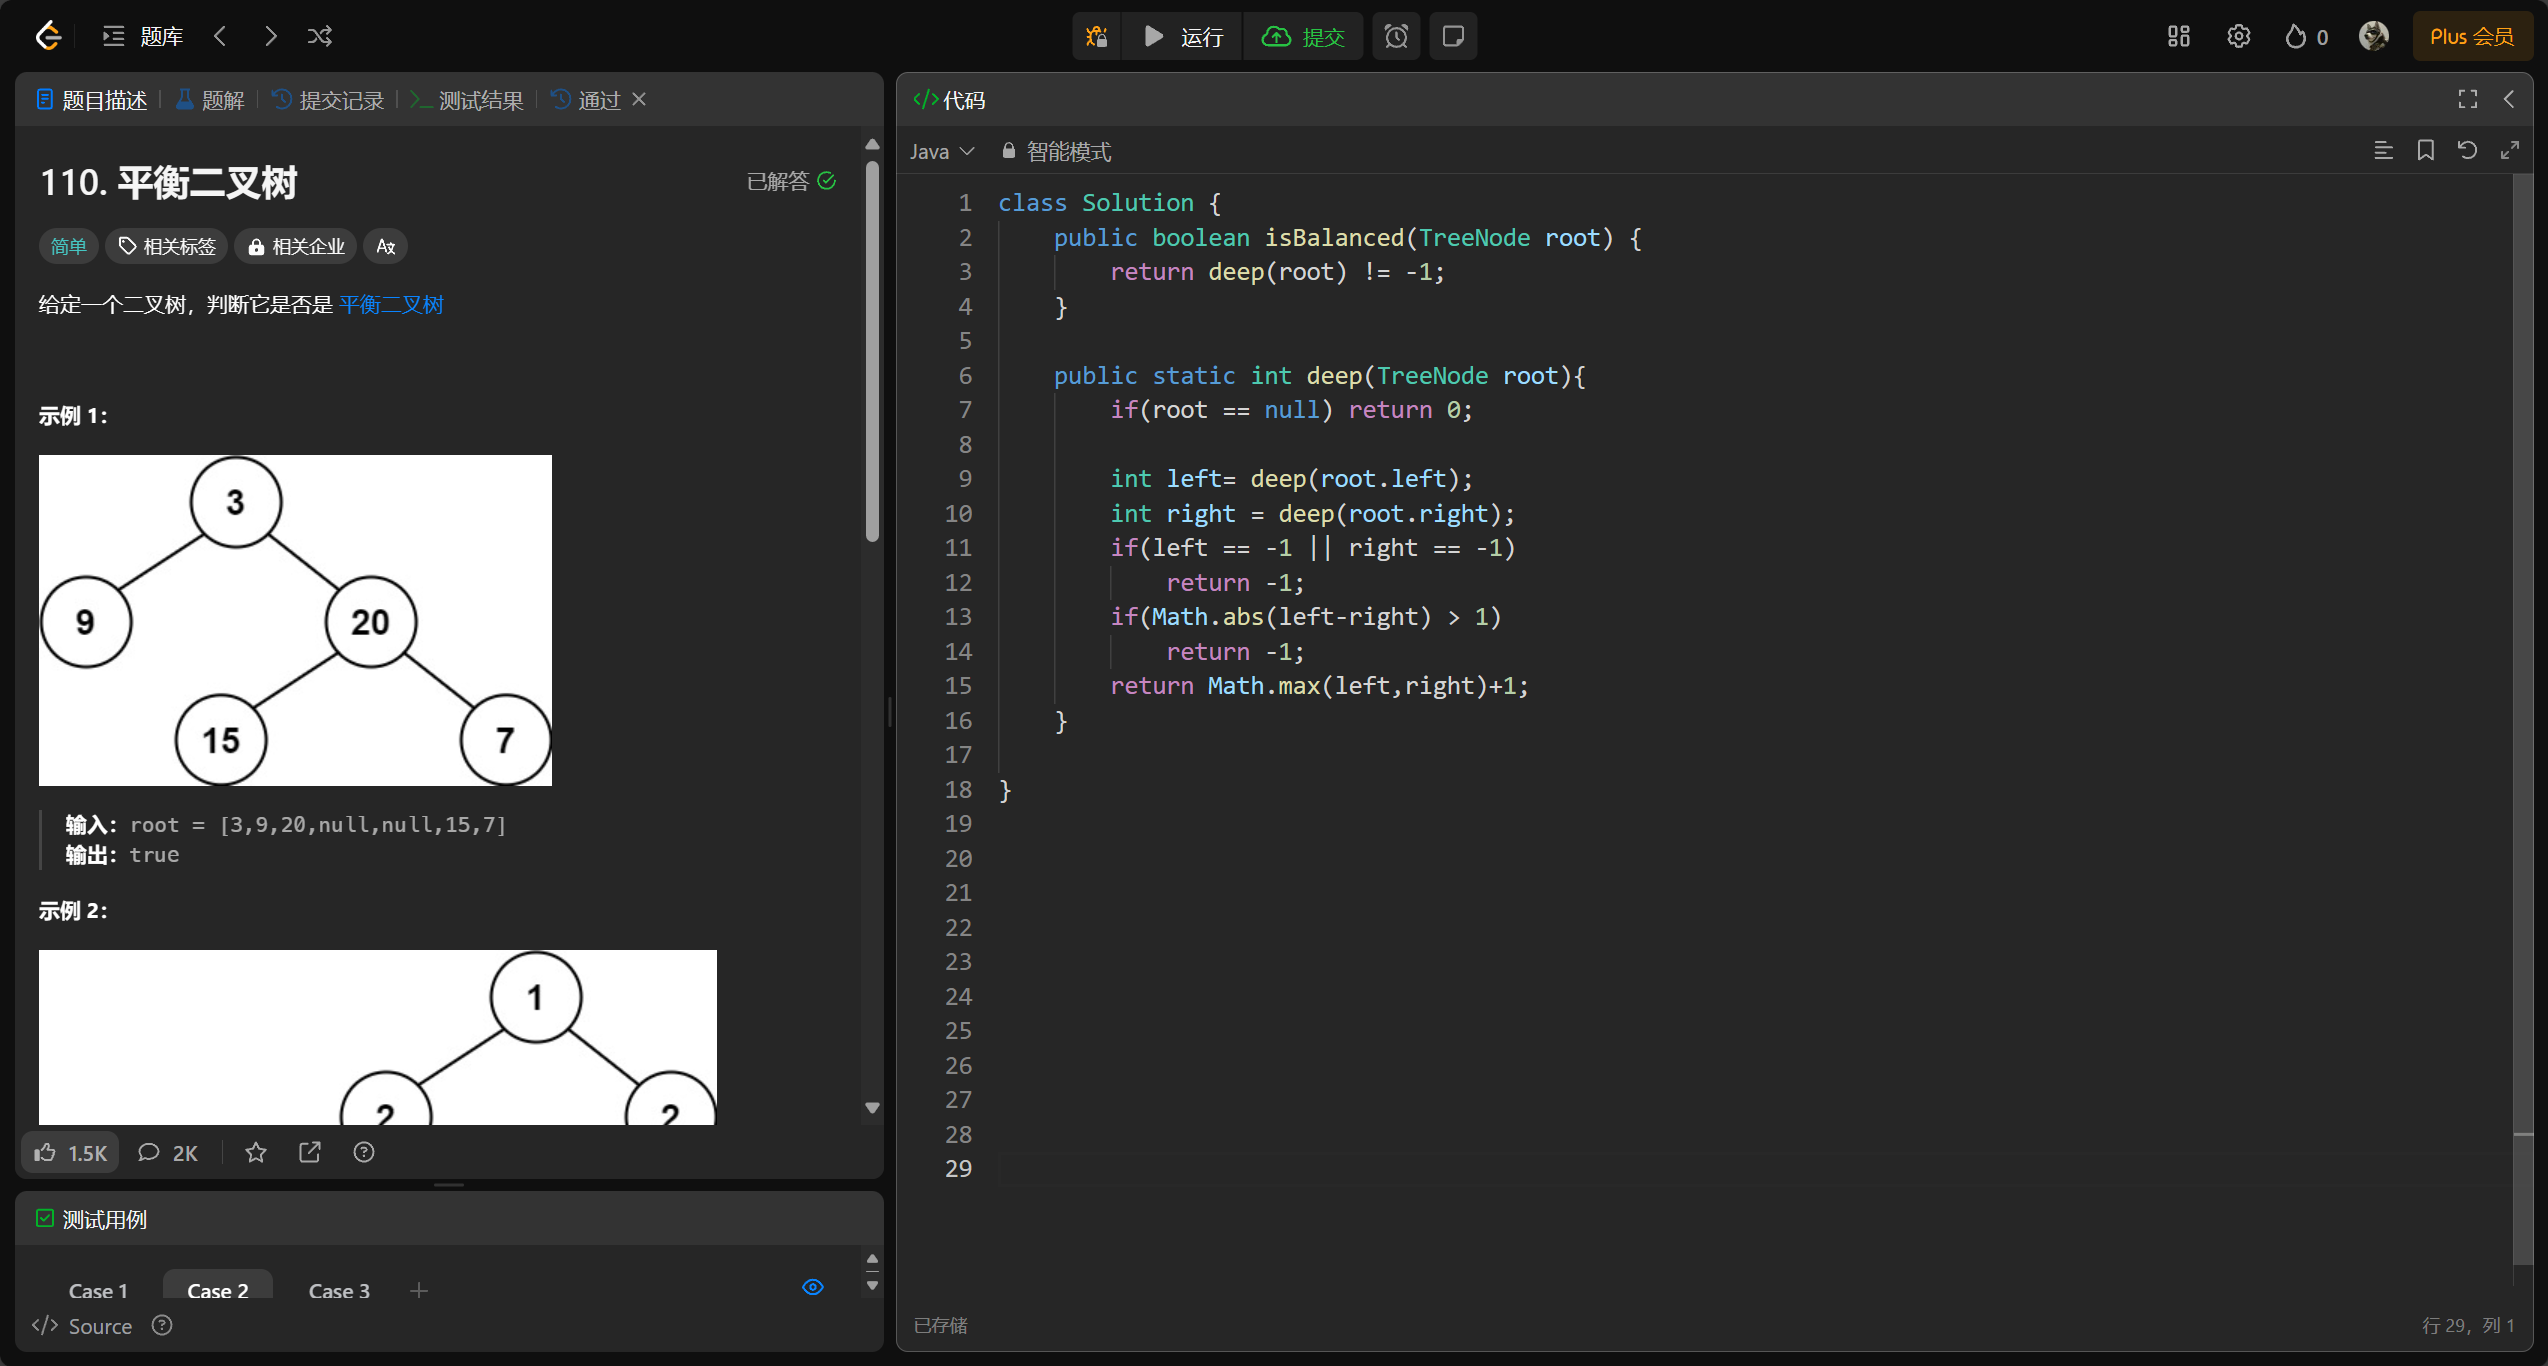 题库
运行
提交
0
Plus 会员
题目描述
题解
提交记录
测试结果
通过
110. 平衡二叉树
已解答
简单
相关标签
相关企业
给定一个二叉树，判断它是否是 平衡二叉树
示例 1：
3
9
20
15
7
输入：root = [3,9,20,null,null,15,7]
输出：true
示例 2：
1
2
2
1.5K
2K
测试用例
Case 1
Case 2
Case 3
+
</> Source
</> 代码
Java
智能模式
1 class Solution {
2     public boolean isBalanced(TreeNode root) {
3         return deep(root) != -1;
4     }
5
6     public static int deep(TreeNode root){
7         if(root == null) return 0;
8
9         int left= deep(root.left);
10         int right = deep(root.right);
11         if(left == -1 || right == -1)
12             return -1;
13         if(Math.abs(left-right) > 1)
14             return -1;
15         return Math.max(left,right)+1;
16     }
17
18 }
19
20
21
22
23
24
25
26
27
28
29
已存储
行 29，列 1